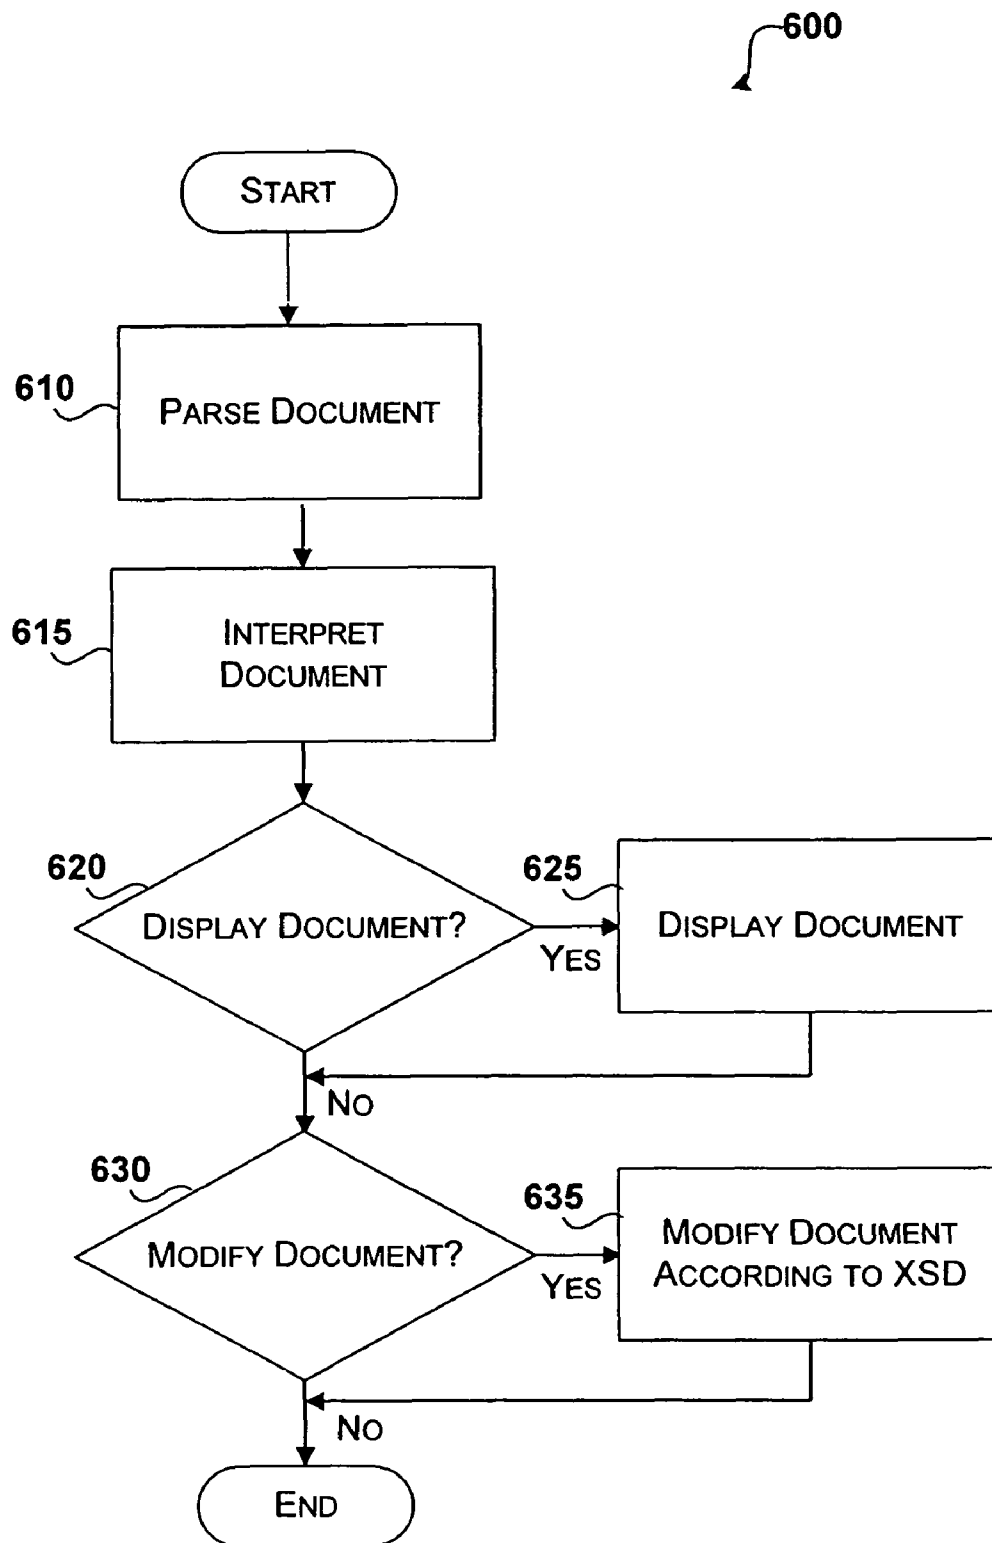 600
START
610
PARSE DOCUMENT
615
INTERPRET
DOCUMENT
620
DISPLAY DOCUMENT?
YES
625
DISPLAY DOCUMENT
NO
630
MODIFY DOCUMENT?
YES
635
MODIFY DOCUMENT
ACCORDING TO XSD
NO
END